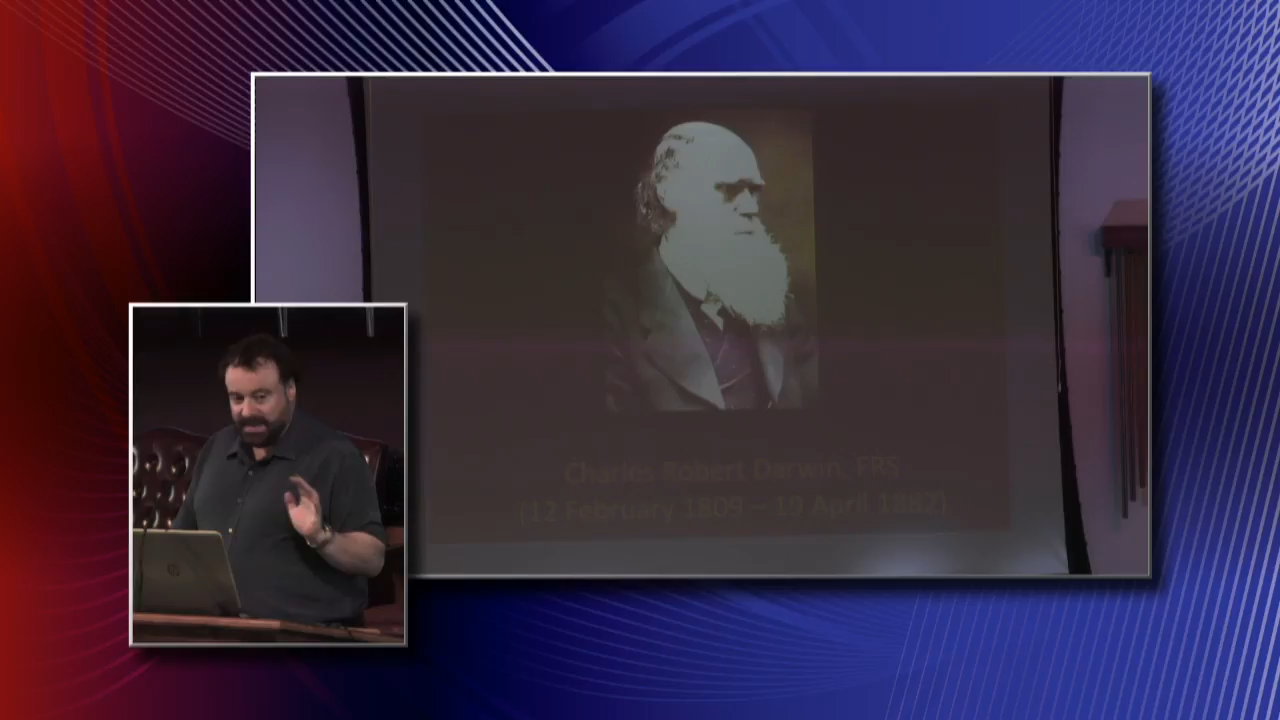 Charles Robert Darwin, FRS
(12 February 1809 – 19 April 1882)